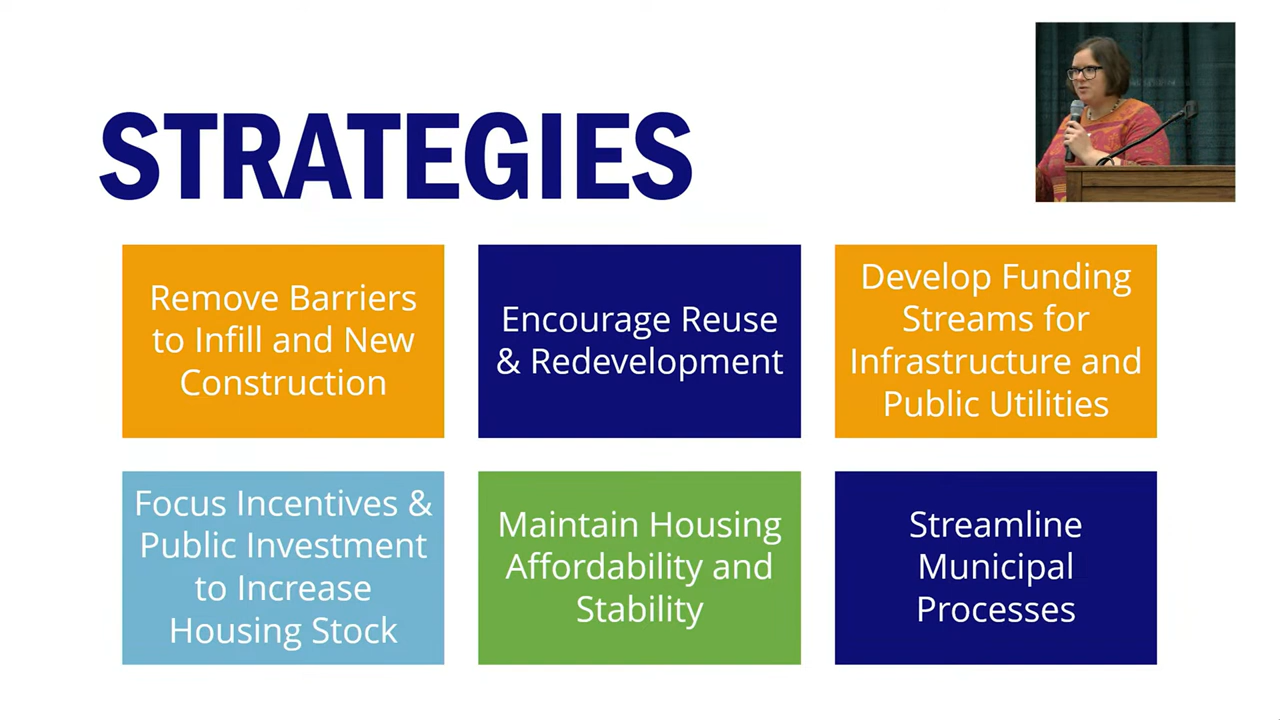 STRATEGIES
Remove Barriers
to Infill and New
Construction
Encourage Reuse
& Redevelopment
Develop Funding
Streams for
Infrastructure and
Public Utilities
Focus Incentives &
Public Investment
to Increase
Housing Stock
Maintain Housing
Affordability and
Stability
Streamline
Municipal
Processes